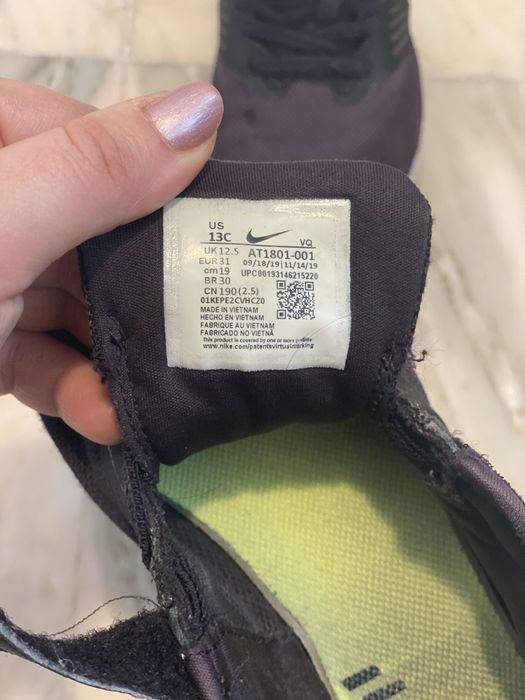 US
13C
VQ
UK 12.5 AT1801-001
EUR 31 09/18/19 | 11/14/19
cm 19 UPC 00193146215220
BR 30
CN 190 (2.5)
01KEPE2CVHCZ0
MADE IN VIETNAM
HECHO EN VIETNAM
FABRIQUE AU VIETNAM
FABRICADO NO VIETNÃ
This product is covered by one or more patents
www.nike.com/patentsvirtualmarking